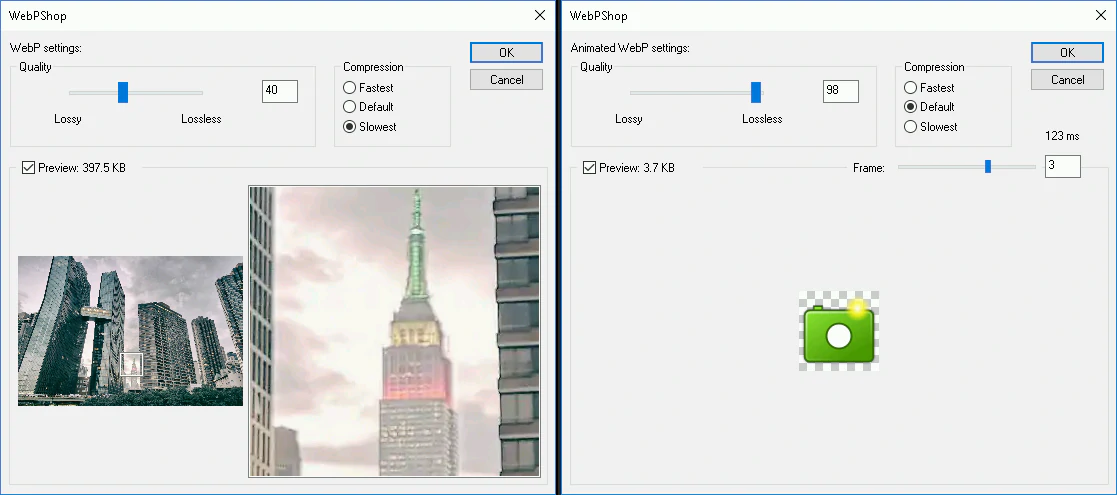 WebPShop
WebP settings:
OK
Quality
Compression
Cancel
40
Fastest
Default
Slowest
Lossy
Lossless
Preview: 397.5 KB
WebPShop
Animated WebP settings:
OK
Quality
Compression
Cancel
98
Fastest
Default
Slowest
Lossy
Lossless
123 ms
Preview: 3.7 KB
Frame:
3